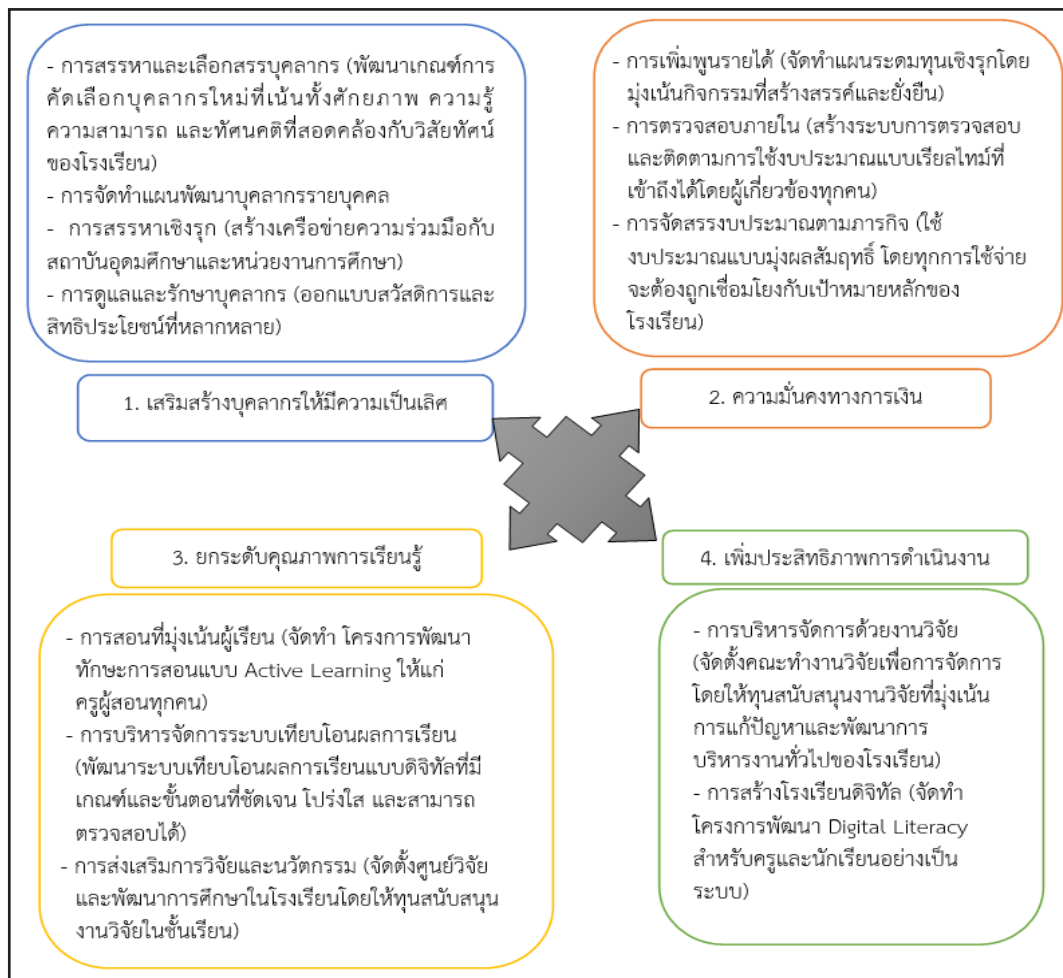 - การสรรหาและเลือกสรรบุคลากร (พัฒนาเกณฑ์การ
คัดเลือกบุคลากรใหม่ที่เน้นทั้งศักยภาพ ความรู้
ความสามารถ และทัศนคติที่สอดคล้องกับวิสัยทัศน์
ของโรงเรียน)
- การจัดทำแผนพัฒนาบุคลากรรายบุคคล
- การสรรหาเชิงรุก (สร้างเครือข่ายความร่วมมือกับ
สถาบันอุดมศึกษาและหน่วยงานการศึกษา)
- การดูแลและรักษาบุคลากร (ออกแบบสวัสดิการและ
สิทธิประโยชน์ที่หลากหลาย)
1. เสริมสร้างบุคลากรให้มีความเป็นเลิศ
- การเพิ่มพูนรายได้ (จัดทำแผนระดมทุนเชิงรุกโดย
มุ่งเน้นกิจกรรมที่สร้างสรรค์และยั่งยืน)
- การตรวจสอบภายใน (สร้างระบบการตรวจสอบ
และติดตามการใช้งบประมาณแบบเรียลไทม์ที่
เข้าถึงได้โดยผู้เกี่ยวข้องทุกคน)
- การจัดสรรงบประมาณตามภารกิจ (ใช้
งบประมาณแบบมุ่งผลสัมฤทธิ์ โดยทุกการใช้จ่าย
จะต้องถูกเชื่อมโยงกับเป้าหมายหลักของ
โรงเรียน)
2. ความมั่นคงทางการเงิน
3. ยกระดับคุณภาพการเรียนรู้
- การสอนที่มุ่งเน้นผู้เรียน (จัดทำ โครงการพัฒนา
ทักษะการสอนแบบ Active Learning ให้แก่
ครูผู้สอนทุกคน)
- การบริหารจัดการระบบเทียบโอนผลการเรียน
(พัฒนาระบบเทียบโอนผลการเรียนแบบดิจิทัลที่มี
เกณฑ์และขั้นตอนที่ชัดเจน โปร่งใส และสามารถ
ตรวจสอบได้)
- การส่งเสริมการวิจัยและนวัตกรรม (จัดตั้งศูนย์วิจัย
และพัฒนาการศึกษาในโรงเรียนโดยให้ทุนสนับสนุน
งานวิจัยในชั้นเรียน)
4. เพิ่มประสิทธิภาพการดำเนินงาน
- การบริหารจัดการด้วยงานวิจัย
(จัดตั้งคณะทำงานวิจัยเพื่อการจัดการ
โดยให้ทุนสนับสนุนงานวิจัยที่มุ่งเน้น
การแก้ปัญหาและพัฒนาการ
บริหารงานทั่วไปของโรงเรียน)
- การสร้างโรงเรียนดิจิทัล (จัดทำ
โครงการพัฒนา Digital Literacy
สำหรับครูและนักเรียนอย่างเป็น
ระบบ)